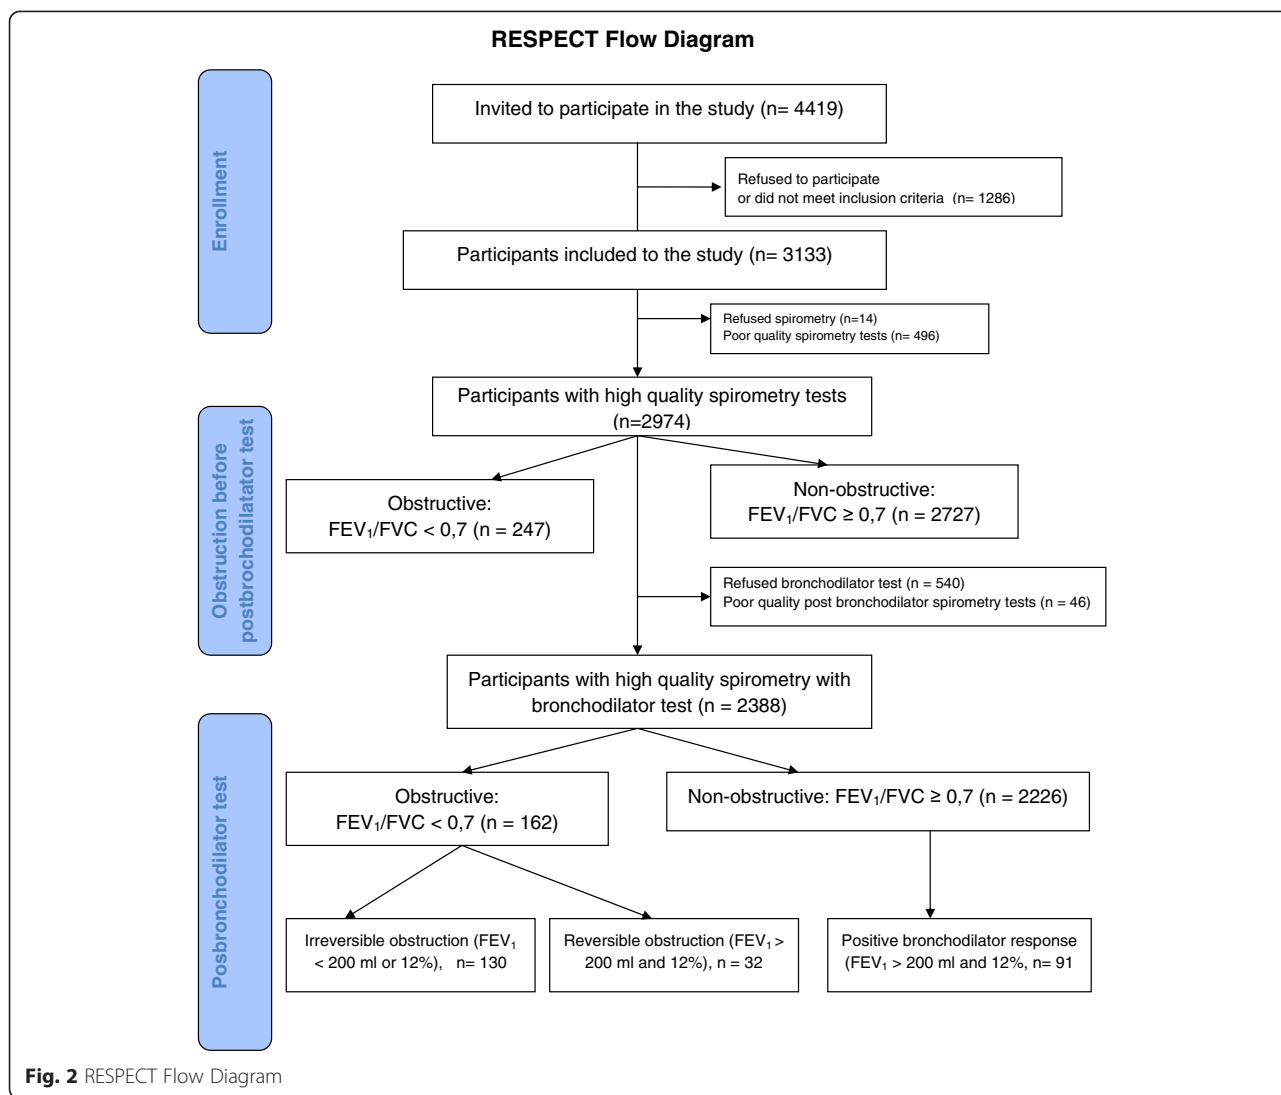 RESPECT Flow Diagram
Enrollment
Invited to participate in the study (n= 4419)
Refused to participate
or did not meet inclusion criteria (n= 1286)
Participants included to the study (n= 3133)
Refused spirometry (n=14)
Poor quality spirometry tests (n= 496)
Obstruction before
postbrochodilatator test
Participants with high quality spirometry tests
(n=2974)
Obstructive:
FEV₁/FVC < 0,7 (n = 247)
Non-obstructive:
FEV₁/FVC ≥ 0,7 (n = 2727)
Refused bronchodilator test (n = 540)
Poor quality post bronchodilator spirometry tests (n = 46)
Participants with high quality spirometry with
bronchodilator test (n = 2388)
Posbronchodilator test
Obstructive:
FEV₁/FVC < 0,7 (n = 162)
Non-obstructive: FEV₁/FVC ≥ 0,7 (n = 2226)
Irreversible obstruction (FEV₁
< 200 ml or 12%), n= 130
Reversible obstruction (FEV₁ >
200 ml and 12%), n = 32
Positive bronchodilator response
(FEV₁ > 200 ml and 12%, n= 91
Fig. 2 RESPECT Flow Diagram